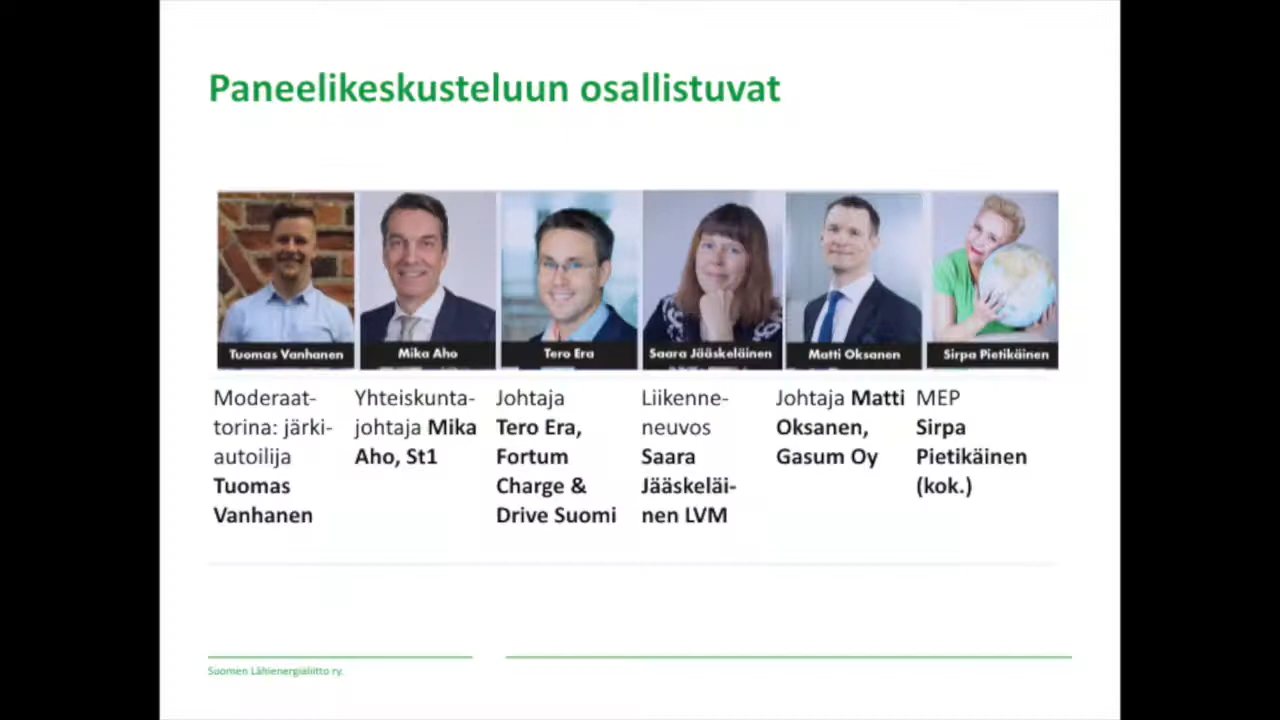 Paneelikeskusteluun osallistuvat
Tuomas Vanhanen
Mika Aho
Tero Era
Saara Jääskeläinen
Matti Oksanen
Sirpa Pietikäinen
Moderaat-
torina: järki-
autoilija
Tuomas
Vanhanen
Yhteiskunta-
johtaja Mika
Aho, St1
Johtaja
Tero Era,
Fortum
Charge &
Drive Suomi
Liikenne-
neuvos
Saara
Jääskeläi-
nen LVM
Johtaja Matti
Oksanen,
Gasum Oy
MEP
Sirpa
Pietikäinen
(kok.)
Suomen Lähienergialiitto ry.